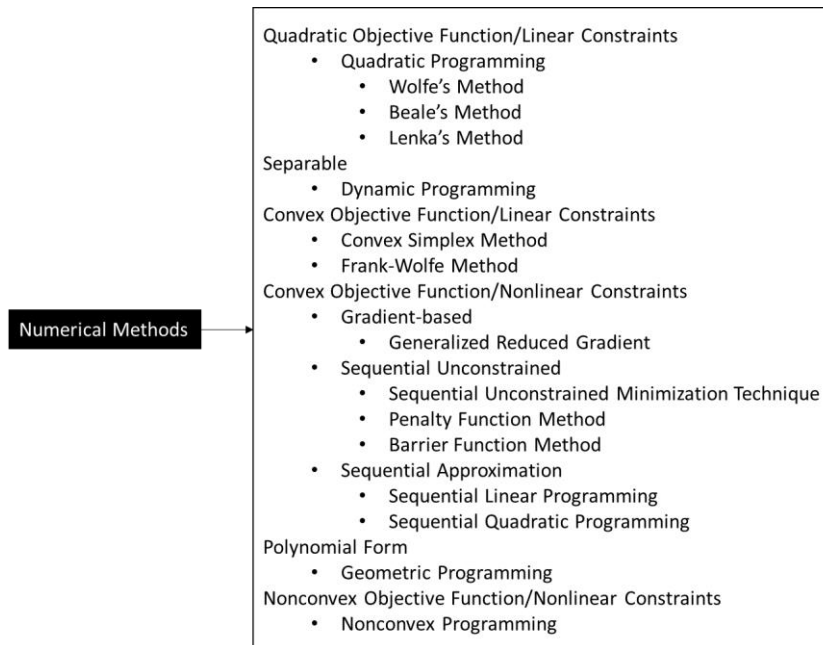 Quadratic Objective Function/Linear Constraints
• Quadratic Programming
• Wolfe's Method
• Beale's Method
• Lenka's Method
Separable
• Dynamic Programming
Convex Objective Function/Linear Constraints
• Convex Simplex Method
• Frank-Wolfe Method
Convex Objective Function/Nonlinear Constraints
Numerical Methods
• Gradient-based
• Generalized Reduced Gradient
• Sequential Unconstrained
• Sequential Unconstrained Minimization Technique
• Penalty Function Method
• Barrier Function Method
• Sequential Approximation
• Sequential Linear Programming
• Sequential Quadratic Programming
Polynomial Form
• Geometric Programming
Nonconvex Objective Function/Nonlinear Constraints
• Nonconvex Programming